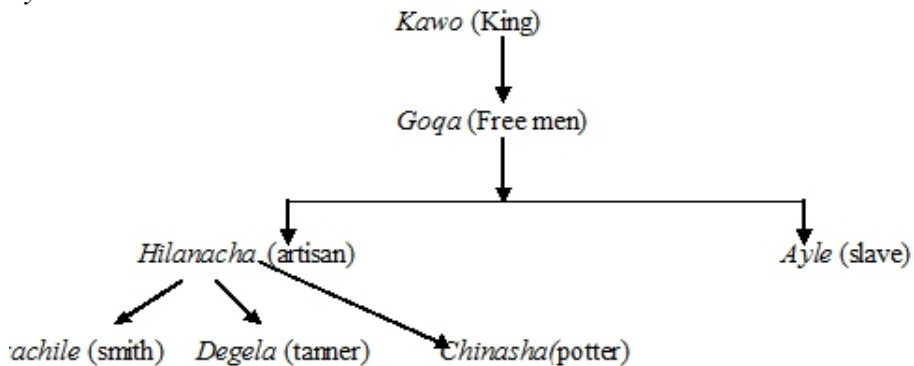 Kawo (King)
Goqa (Free men)
Hilanacha (artisan) Ayle (slave)
(smith) Degela (tanner) Chinasha(potter)